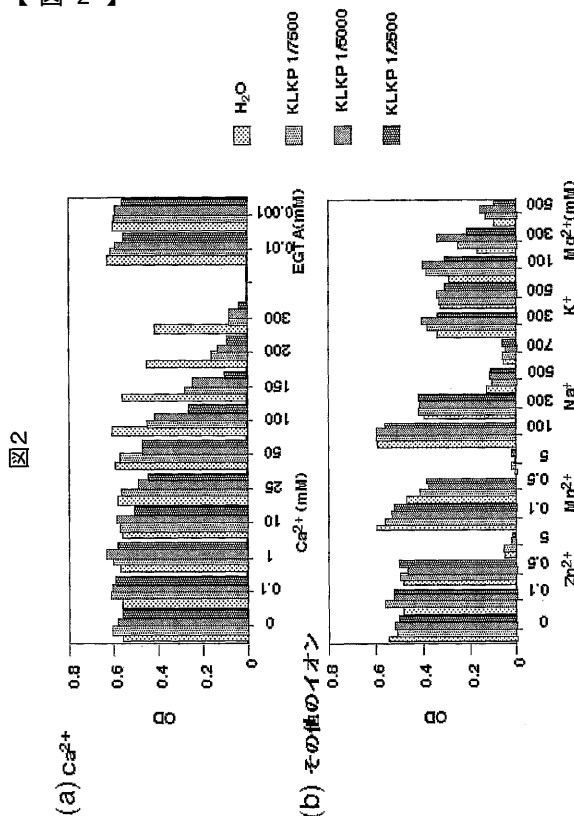 【図2】
図2
(a) Ca²⁺
OD
0.8
0.6
0.4
0.2
0
0 0.1 1 10 25 50 100 150 200 300 0.01 0.001
Ca²⁺ (mM) EGTA(mM)
(b) その他のイオン
OD
0.8
0.6
0.4
0.2
0
0 0.1 0.5 5 0.1 0.5 5 100 300 500 700 300 500 100 300 500
Zn²⁺ Mn²⁺ Na⁺ K⁺ Mg²⁺(mM)
H₂O
KLKP 1/7500
KLKP 1/5000
KLKP 1/2500